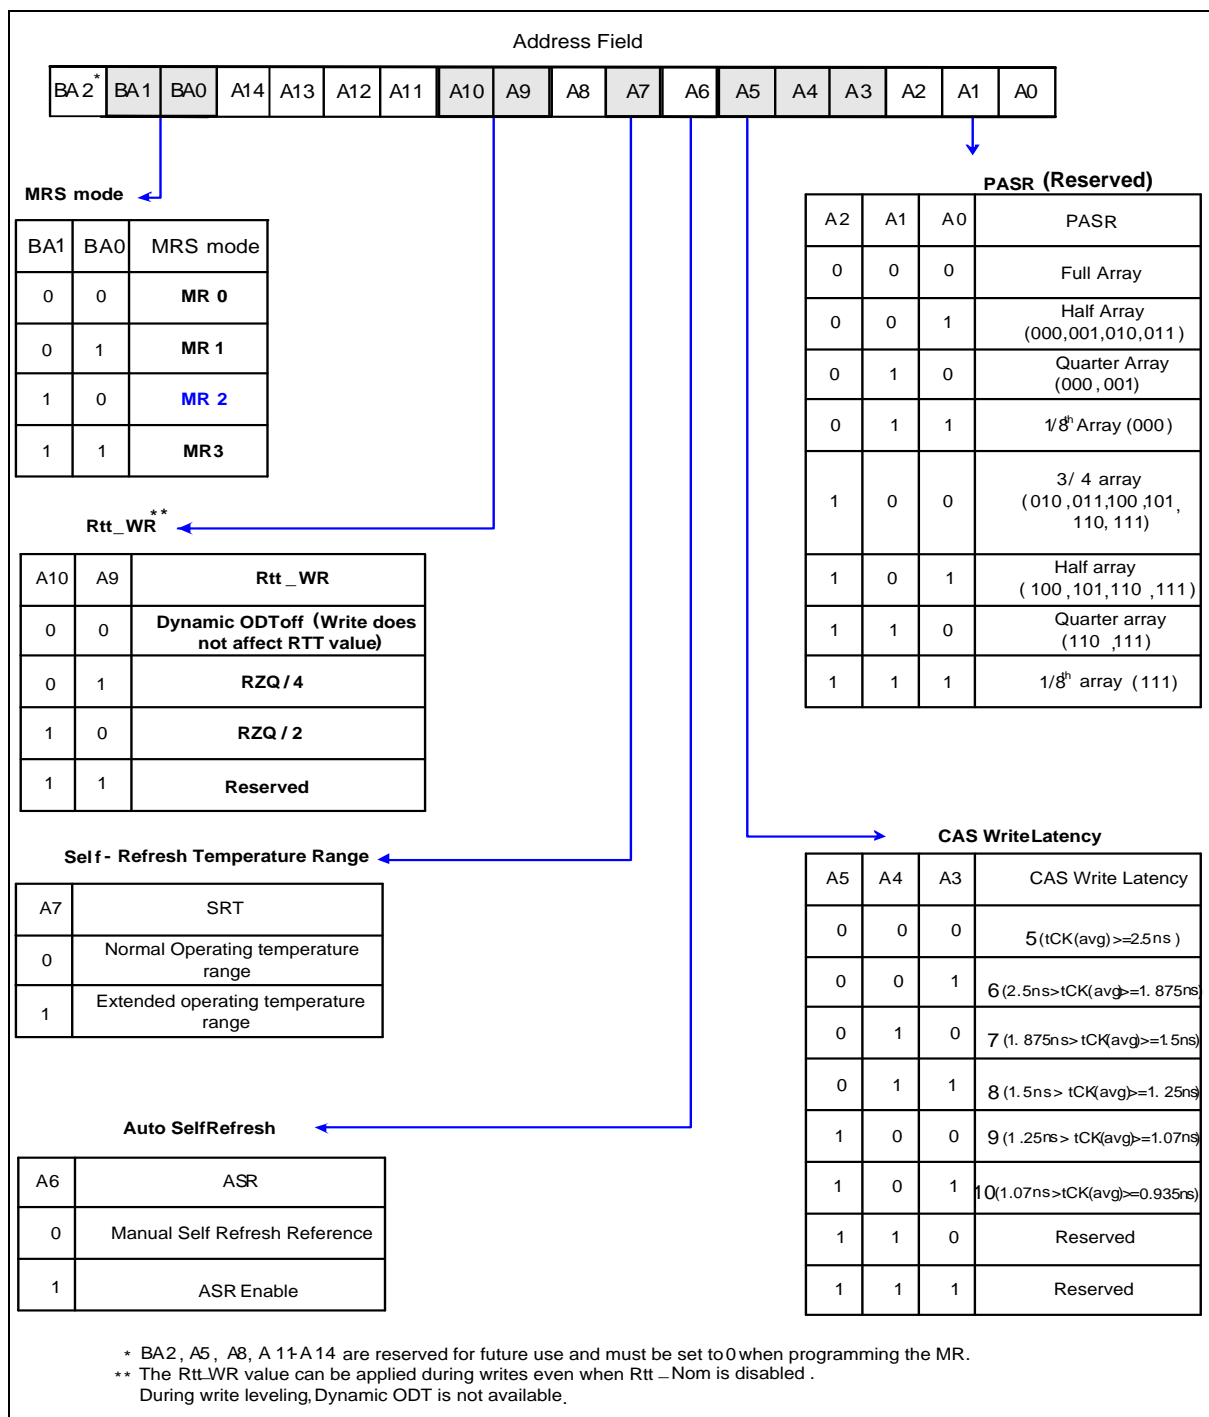 Address Field
BA2* BA1 BA0 A14 A13 A12 A11 A10 A9 A8 A7 A6 A5 A4 A3 A2 A1 A0
MRS mode
BA1 BA0 MRS mode
0 0 MR 0
0 1 MR 1
1 0 MR 2
1 1 MR3
Rtt_WR**
A10 A9 Rtt_WR
0 0 Dynamic ODToff (Write does
not affect RTT value)
0 1 RZQ/4
1 0 RZQ/2
1 1 Reserved
Self- Refresh Temperature Range
A7 SRT
0 Normal Operating temperature
range
1 Extended operating temperature
range
Auto SelfRefresh
A6 ASR
0 Manual Self Refresh Reference
1 ASR Enable
PASR (Reserved)
A2 A1 A0 PASR
0 0 0 Full Array
0 0 1 Half Array
(000,001,010,011)
0 1 0 Quarter Array
(000,001)
0 1 1 1/8th Array (000)
1 0 0 3/4 array
(010,011,100,101,
110,111)
1 0 1 Half array
(100,101,110,111)
1 1 0 Quarter array
(110,111)
1 1 1 1/8th array (111)
CAS WriteLatency
A5 A4 A3 CAS Write Latency
0 0 0 5(tCK(avg)>=2.5ns)
0 0 1 6(2.5ns>tCK(avg)>=1.875ns)
0 1 0 7(1.875ns>tCK(avg)>=1.5ns)
0 1 1 8(1.5ns>tCK(avg)>=1.25ns)
1 0 0 9(1.25ns>tCK(avg)>=1.07ns)
1 0 1 10(1.07ns>tCK(avg)>=0.935ns)
1 1 0 Reserved
1 1 1 Reserved
* BA2, A5, A8, A11-A14 are reserved for future use and must be set to 0 when programming the MR.
** The Rtt_WR value can be applied during writes even when Rtt_Nom is disabled.
During write leveling, Dynamic ODT is not available.